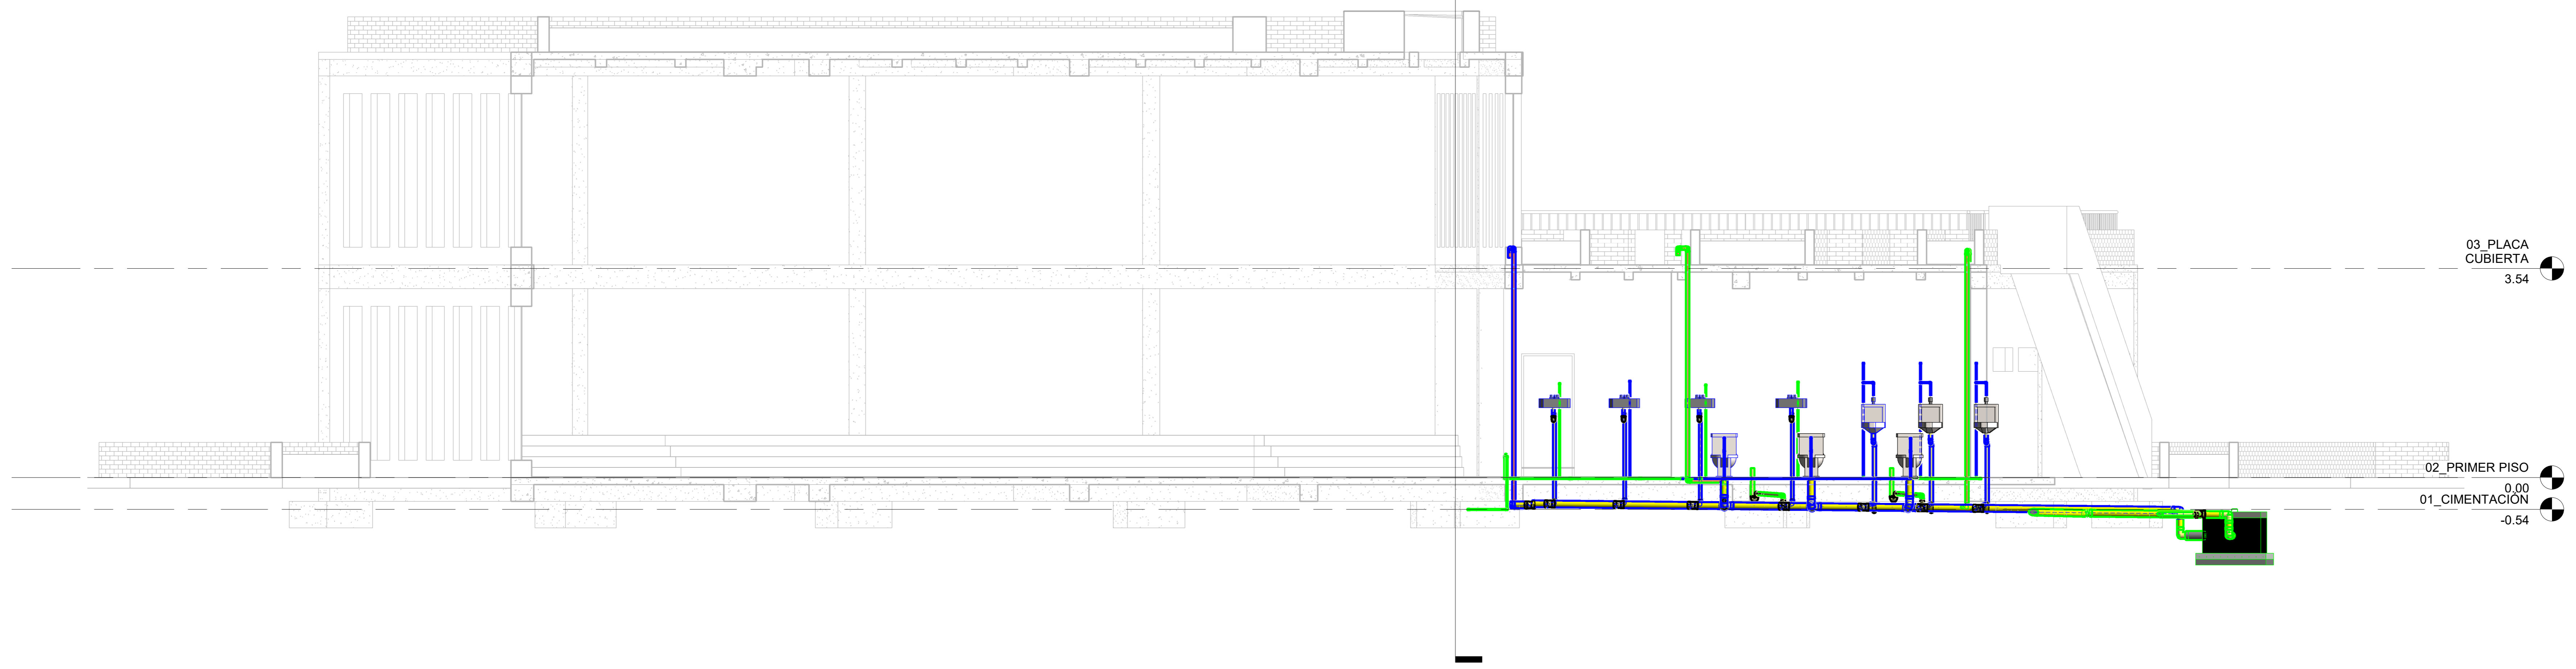 03_PLACA
CUBIERTA
3.54
02_PRIMER PISO
0.00
01_CIMENTACIÓN
-0.54